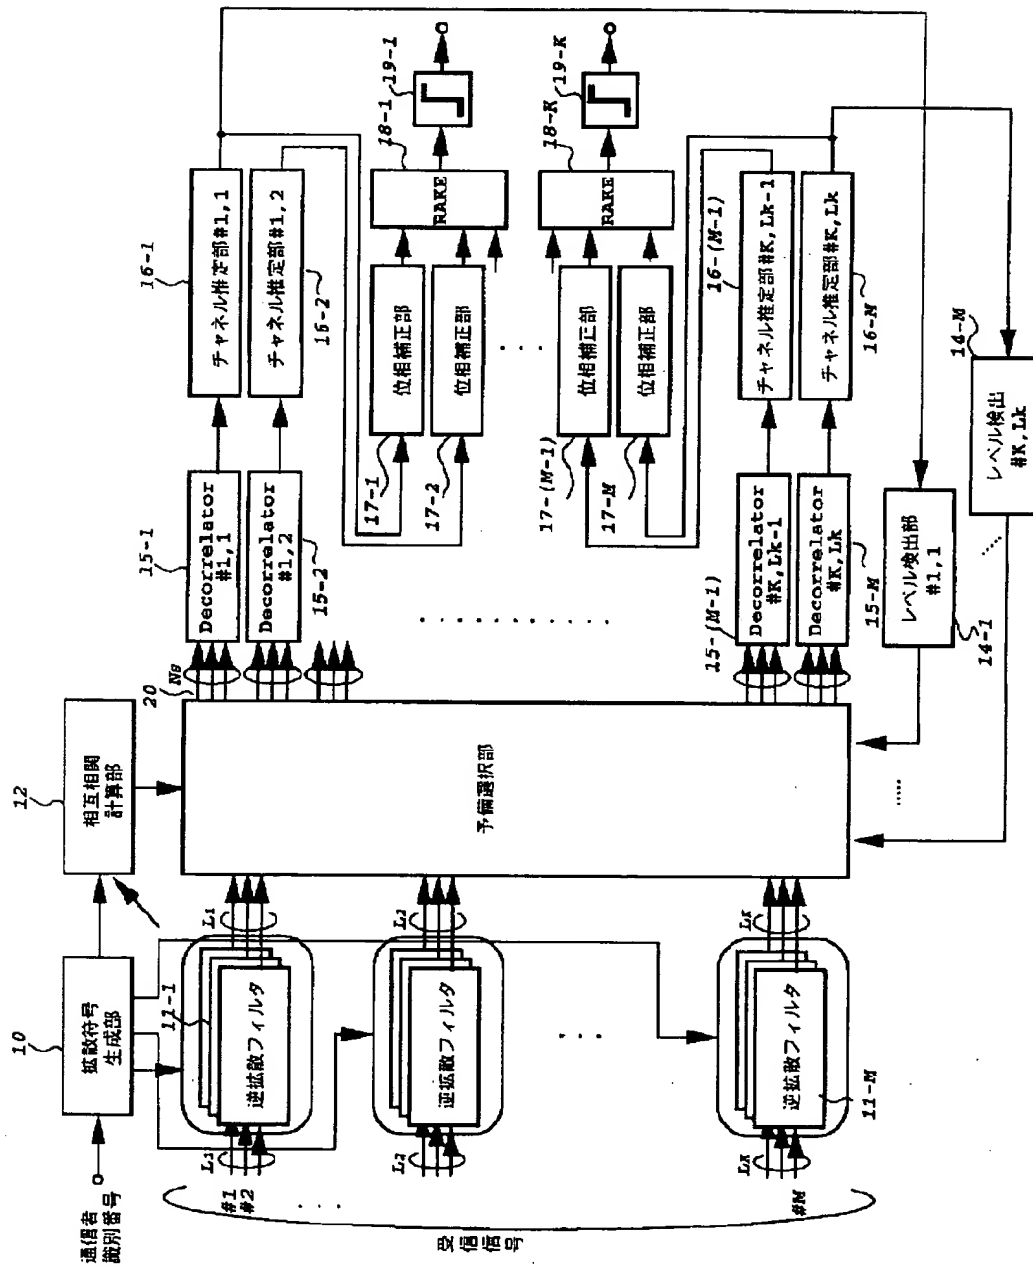 通信者
識別番号
10
拡散符号
生成部
12
相互相関
計算部
受信信号
#1
#2
#M
L1
L2
LK
逆拡散フィルタ
11-1
逆拡散フィルタ
逆拡散フィルタ
11-M
L1
L2
LK
予備選択部
20
Ns
15-1
Decorrelator
#1,1
Decorrelator
#1,2
15-2
15-(M-1)
Decorrelator
#K,Lk-1
Decorrelator
#K,Lk
15-M
16-1
チャネル推定部#1,1
チャネル推定部#1,2
16-2
17-1
位相補正部
17-2
位相補正部
17-(M-1)
位相補正部
17-M
位相補正部
16-(M-1)
チャネル推定部#K,Lk-1
チャネル推定部#K,Lk
16-M
18-1
RAKE
19-1
18-K
RAKE
19-K
レベル検出部
#1,1
14-1
14-M
レベル検出
#K,Lk